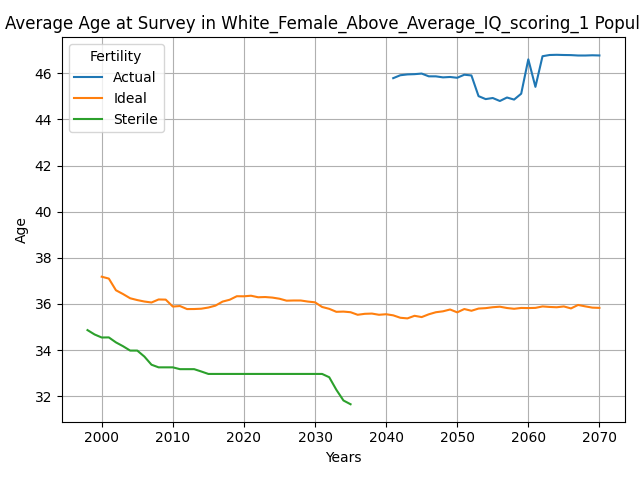 Average Age at Survey in White_Female_Above_Average_IQ_scoring_1 Popul
Fertility
Actual
Ideal
Sterile
46
44
42
40
38
36
34
32
Age
2000 2010 2020 2030 2040 2050 2060 2070
Years